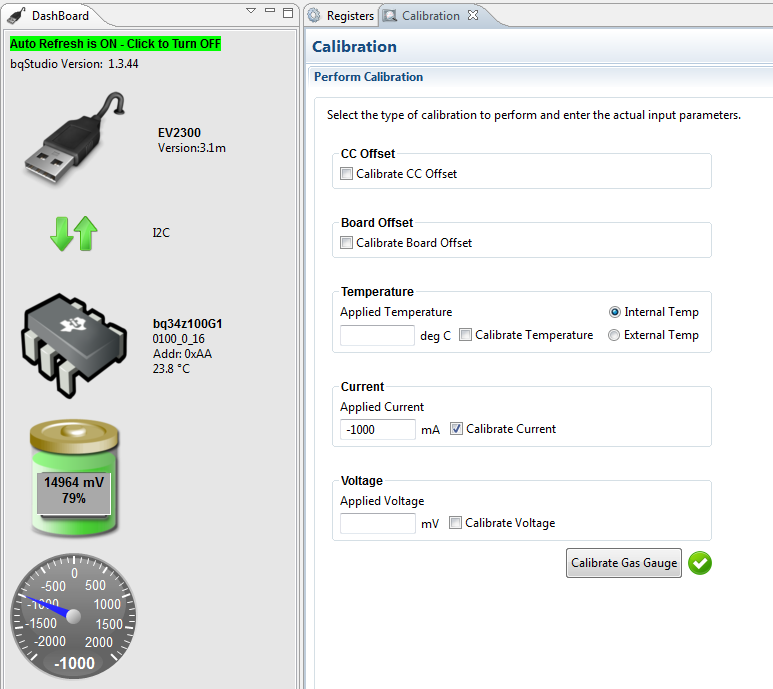 DashBoard
Auto Refresh is ON - Click to Turn OFF
bqStudio Version: 1.3.44
EV2300
Version:3.1m
I2C
bq34z100G1
0100_0_16
Addr: 0xAA
23.8 °C
14964 mV
79%
0
-500 500
-1000 1000
-1500 1500
-2000 2000
-1000
Registers Calibration
Calibration
Perform Calibration
Select the type of calibration to perform and enter the actual input parameters.
CC Offset
Calibrate CC Offset
Board Offset
Calibrate Board Offset
Temperature
Applied Temperature Internal Temp
deg C Calibrate Temperature External Temp
Current
Applied Current
-1000 mA Calibrate Current
Voltage
Applied Voltage
mV Calibrate Voltage
Calibrate Gas Gauge